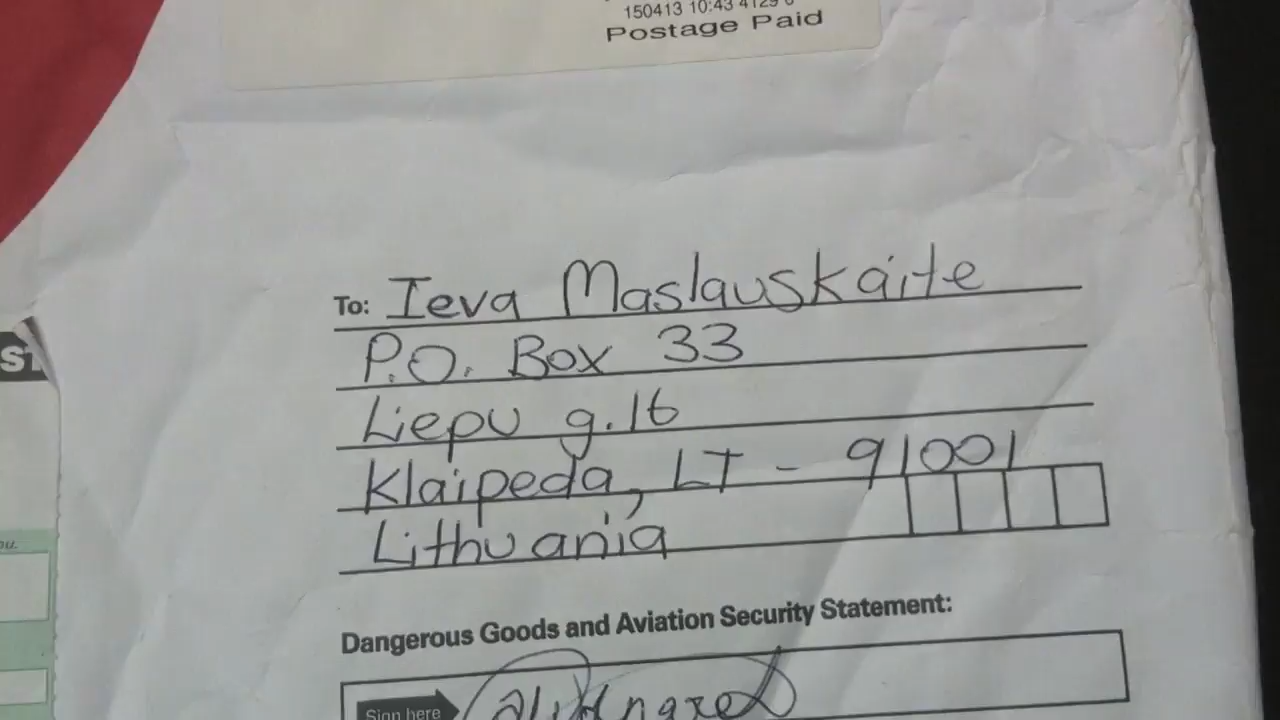 150413 10:43 4129 6
Postage Paid
To: Ieva Maslauskaite
P.O. Box 33
Liepu g.16
Klaipeda, LT - 91001
Lithuania
Dangerous Goods and Aviation Security Statement:
Sign here